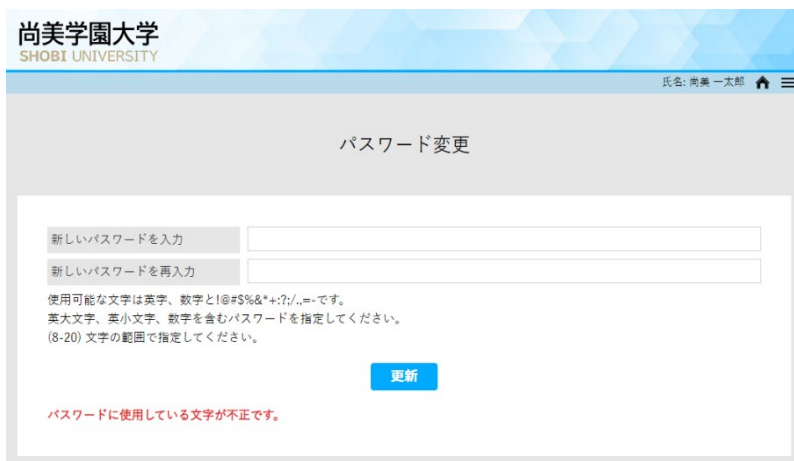 尚美学園大学
SHOBI UNIVERSITY
氏名: 尚美 一太郎
パスワード変更
新しいパスワードを入力
新しいパスワードを再入力
使用可能な文字は英字、数字と!@#$%&*+:?;/.,=-です。
英大文字、英小文字、数字を含むパスワードを指定してください。
(8-20) 文字の範囲で指定してください。
更新
パスワードに使用している文字が不正です。